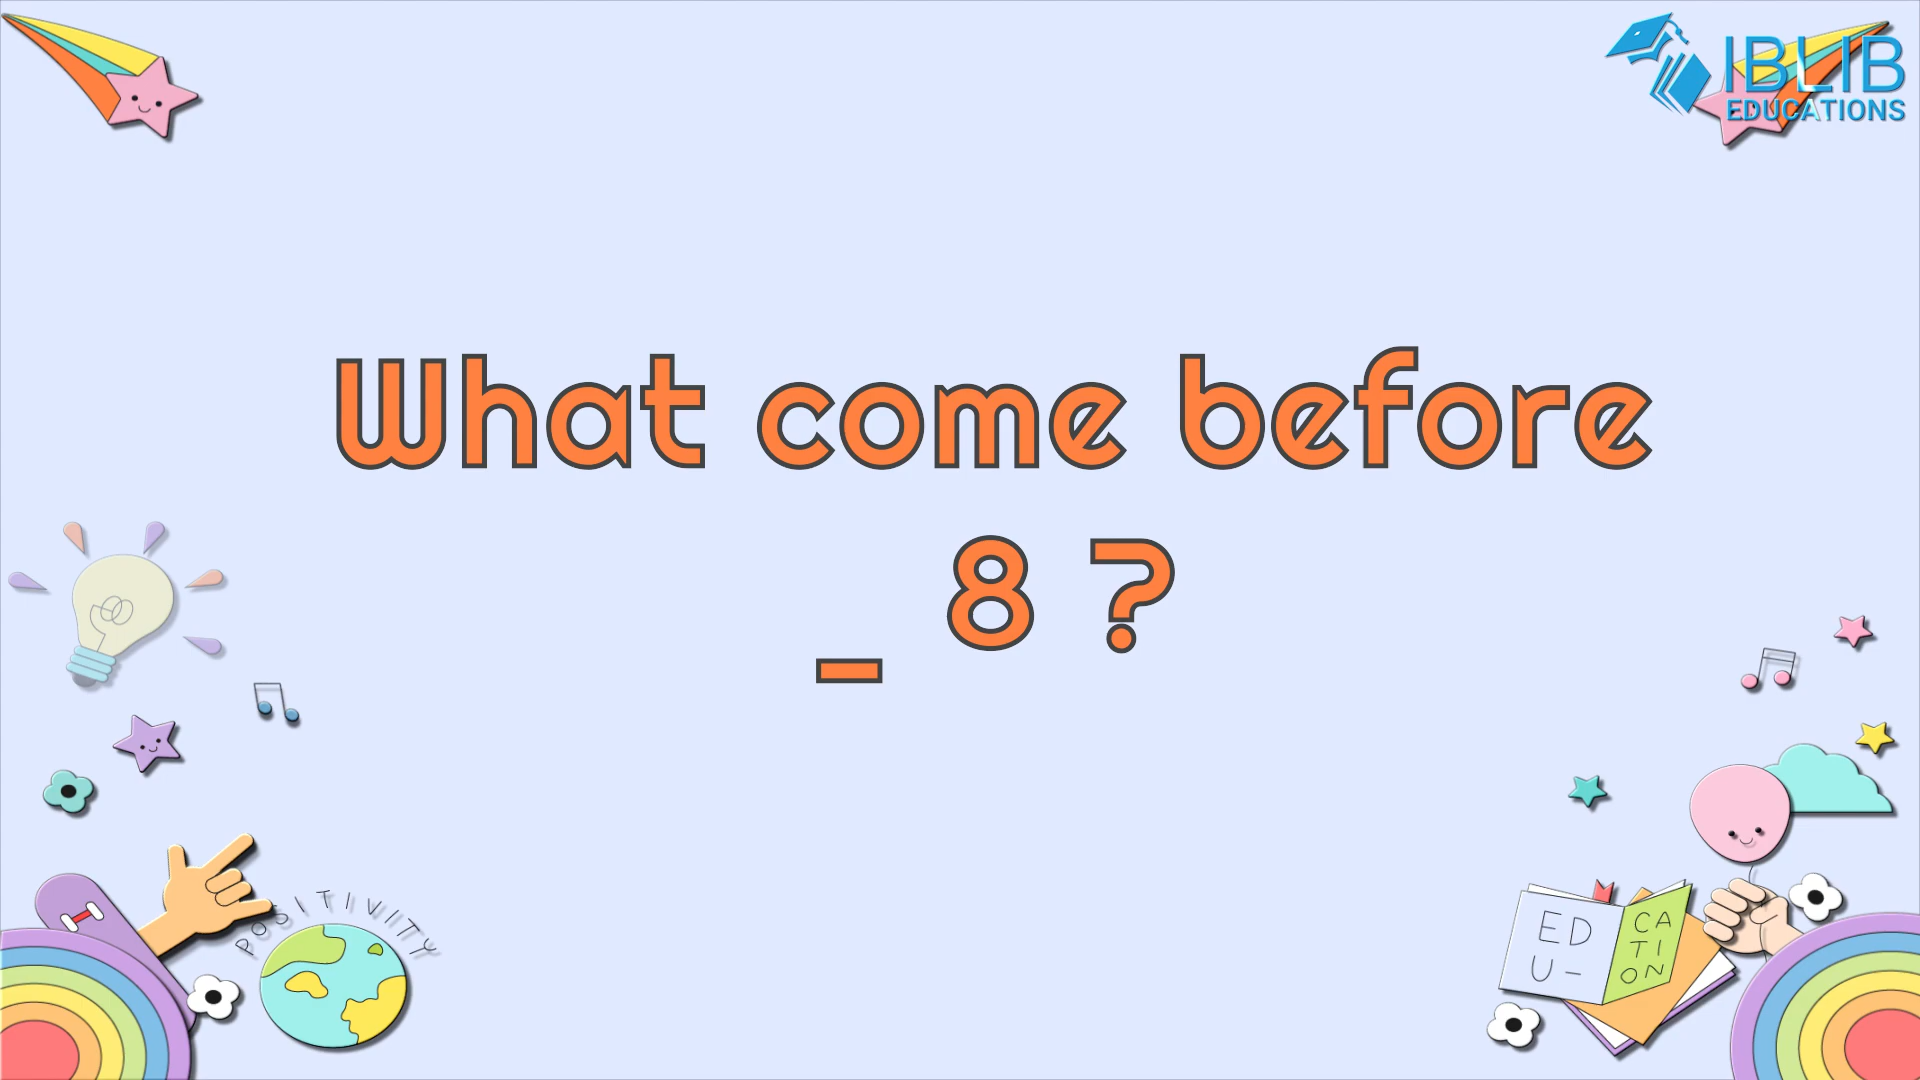 IBLIB
EDUCATIONS
What come before
_ 8 ?
POSITIVITY
ED
U-
CA
TI
ON